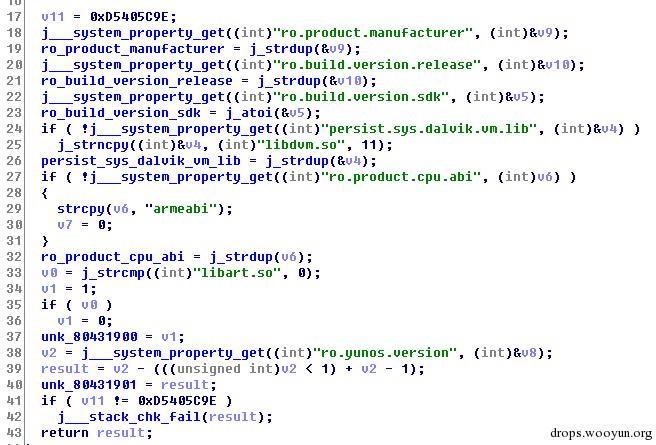 17 v11 = 0xD5405C9E;
18 j___system_property_get((int)"ro.product.manufacturer", (int)&v9);
19 ro_product_manufacturer = j_strdup(&v9);
20 j___system_property_get((int)"ro.build.version.release", (int)&v10);
21 ro_build_version_release = j_strdup(&v10);
22 j___system_property_get((int)"ro.build.version.sdk", (int)&v5);
23 ro_build_version_sdk = j_atoi(&v5);
24 if ( !j___system_property_get((int)"persist.sys.dalvik.vm.lib", (int)&v4) )
25 j_strncpy((int)&v4, (int)"libdvm.so", 11);
26 persist_sys_dalvik_vm_lib = j_strdup(&v4);
27 if ( !j___system_property_get((int)"ro.product.cpu.abi", (int)v6) )
28 {
29 strcpy(v6, "armeabi");
30 v7 = 0;
31 }
32 ro_product_cpu_abi = j_strdup(v6);
33 v0 = j_strcmp((int)"libart.so", 0);
34 v1 = 1;
35 if ( v0 )
36 v1 = 0;
37 unk_80431900 = v1;
38 v2 = j___system_property_get((int)"ro.yunos.version", (int)&v8);
39 result = v2 - (((unsigned int)v2 < 1) + v2 - 1);
40 unk_80431901 = result;
41 if ( v11 != 0xD5405C9E )
42 j___stack_chk_fail(result);
43 return result;
drops.wooyun.org